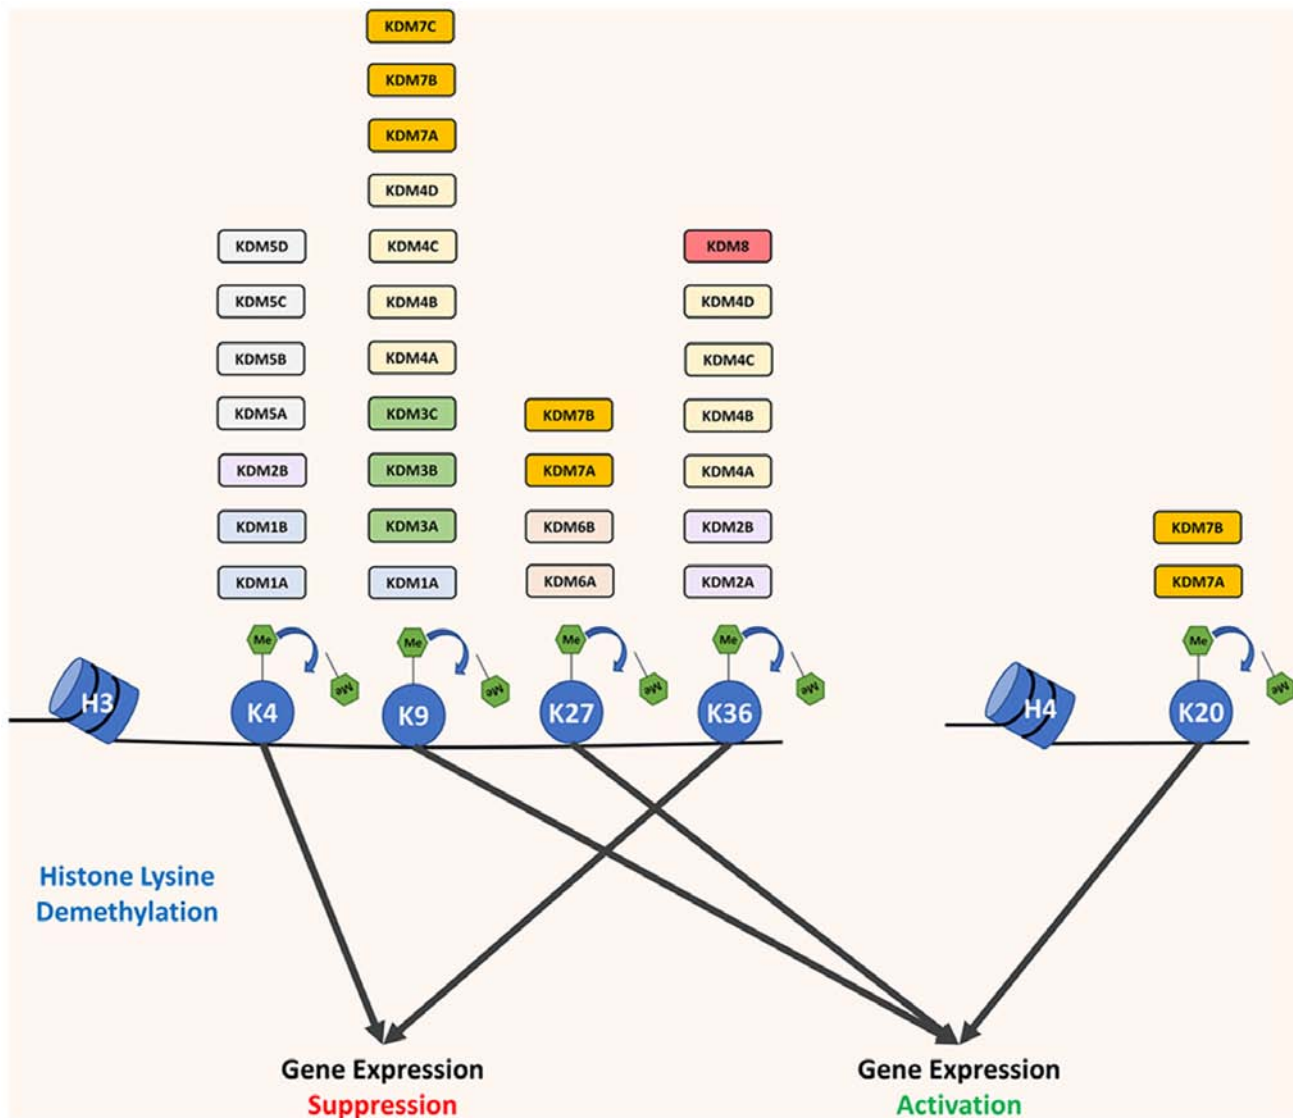 KDM7C
KDM7B
KDM7A
KDM4D
KDM5D KDM4C KDM8
KDM5C KDM4B KDM4D
KDM5B KDM4A KDM4C
KDM5A KDM3C KDM7B KDM4B
KDM2B KDM3B KDM7A KDM4A
KDM1B KDM3A KDM6B KDM2B KDM7B
KDM1A KDM1A KDM6A KDM2A KDM7A
Me Me Me Me Me
Me Me Me Me Me
H3 K4 K9 K27 K36 H4 K20
Histone Lysine
Demethylation
Gene Expression Gene Expression
Suppression Activation